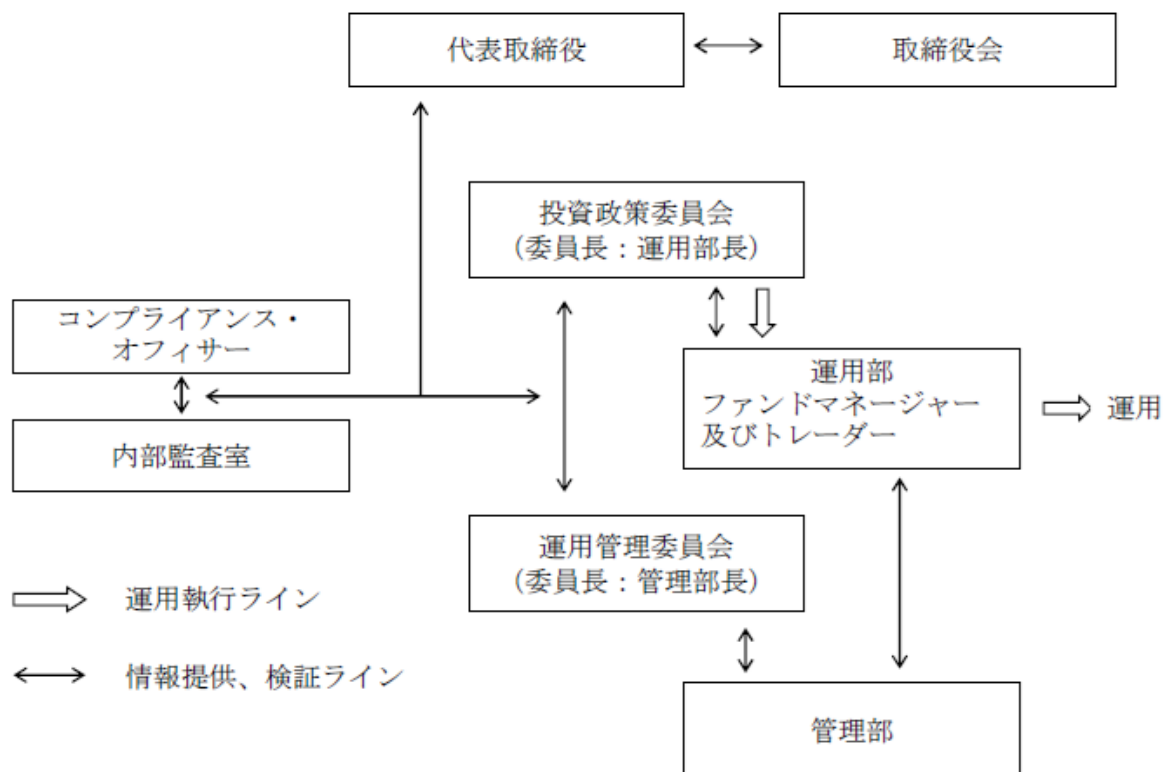 代表取締役
取締役会
投資政策委員会
（委員長：運用部長）
コンプライアンス・
オフィサー
運用部
ファンドマネージャー
及びトレーダー
運用
内部監査室
運用管理委員会
（委員長：管理部長）
運用執行ライン
情報提供、検証ライン
管理部